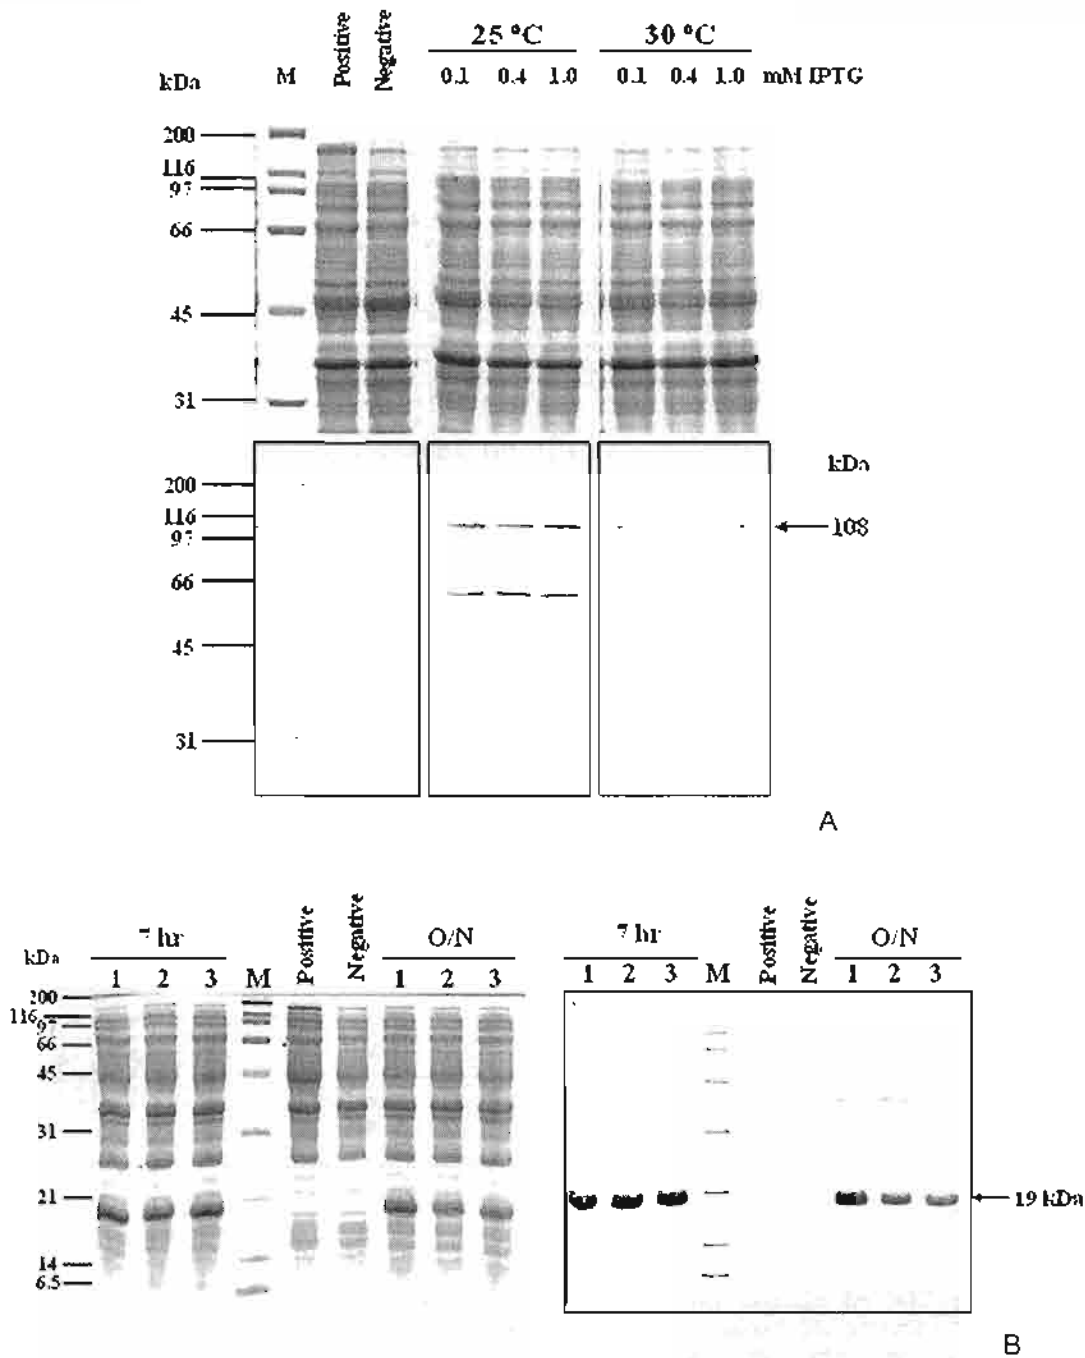 Positive
Negative
25 °C
30 °C
kDa
M
0.1 0.4 1.0
0.1 0.4 1.0
mM IPTG
200
116
97
66
45
31
kDa
200
116
97
66
45
31
108
A
7 hr
Positive
Negative
O/N
7 hr
Positive
Negative
O/N
kDa
1 2 3 M
1 2 3
1 2 3 M
1 2 3
200
116
97
66
45
31
21
14
6.5
19 kDa
B